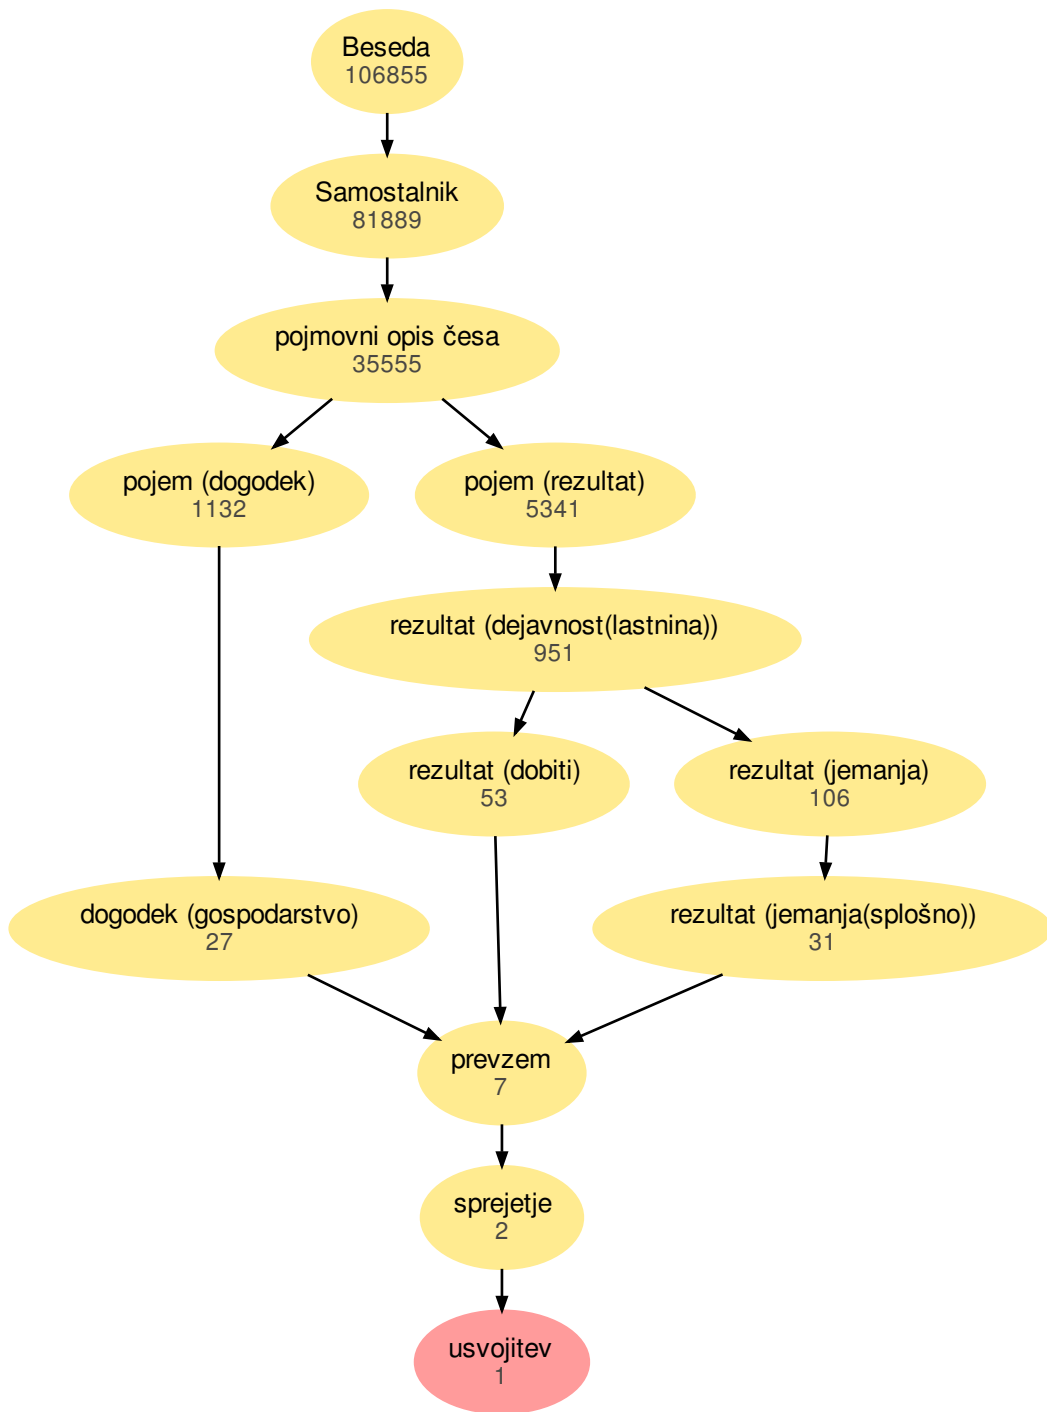 Beseda
106855
Samostalnik
81889
pojmovni opis česa
35555
pojem (dogodek)
1132
pojem (rezultat)
5341
rezultat (dejavnost(lastnina))
951
rezultat (dobiti)
53
rezultat (jemanja)
106
dogodek (gospodarstvo)
27
rezultat (jemanja(splošno))
31
prevzem
7
sprejetje
2
usvojitev
1